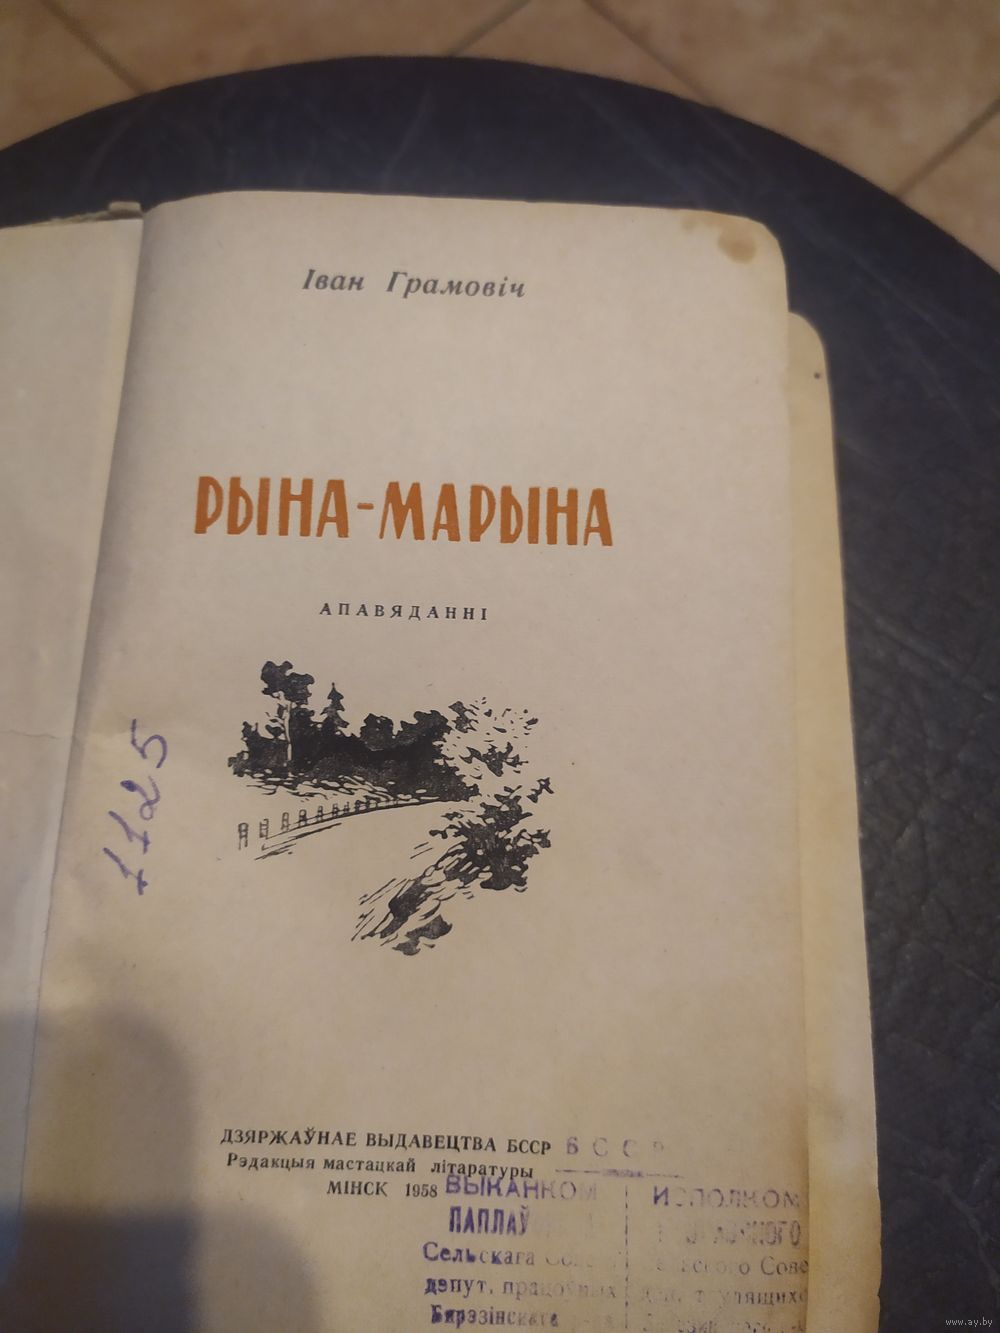 Іван Грамовіч
РЫНА-МАРЫНА
АПАВЯДАННІ
1125
ДЗЯРЖАЎНАЕ ВЫДАВЕЦТВА БССР
Рэдакцыя мастацкай літаратуры
МІНСК 1958
БССР
ВЫКАНКОМ ИСПОЛКОМ
Сельскага
дэпут. працоўных
Бярэзінскага
www.ay.by